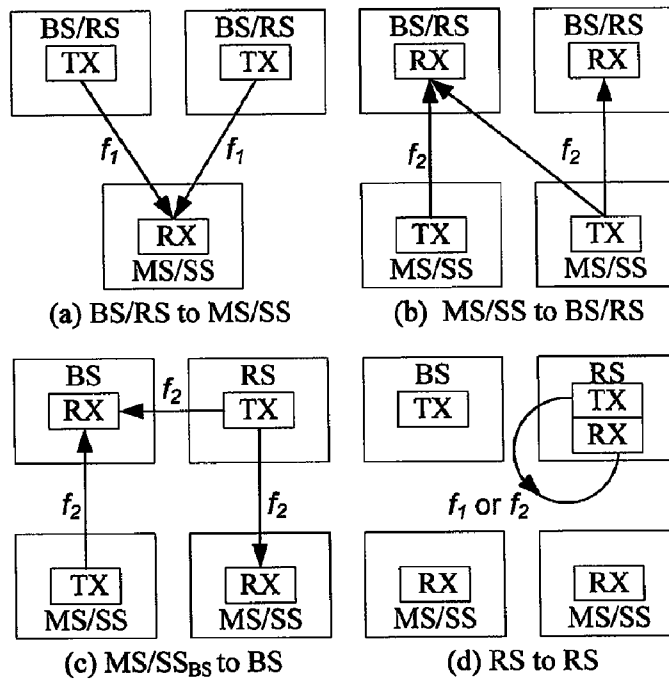 BS/RS
TX
BS/RS
TX
f1
f1
RX
MS/SS
(a) BS/RS to MS/SS
BS/RS
RX
BS/RS
RX
f2
f2
TX
MS/SS
TX
MS/SS
(b) MS/SS to BS/RS
BS
RX
RS
TX
f2
f2
f2
TX
MS/SS
RX
MS/SS
(c) MS/SSBS to BS
BS
TX
RS
TX
RX
f1 or f2
RX
MS/SS
RX
MS/SS
(d) RS to RS